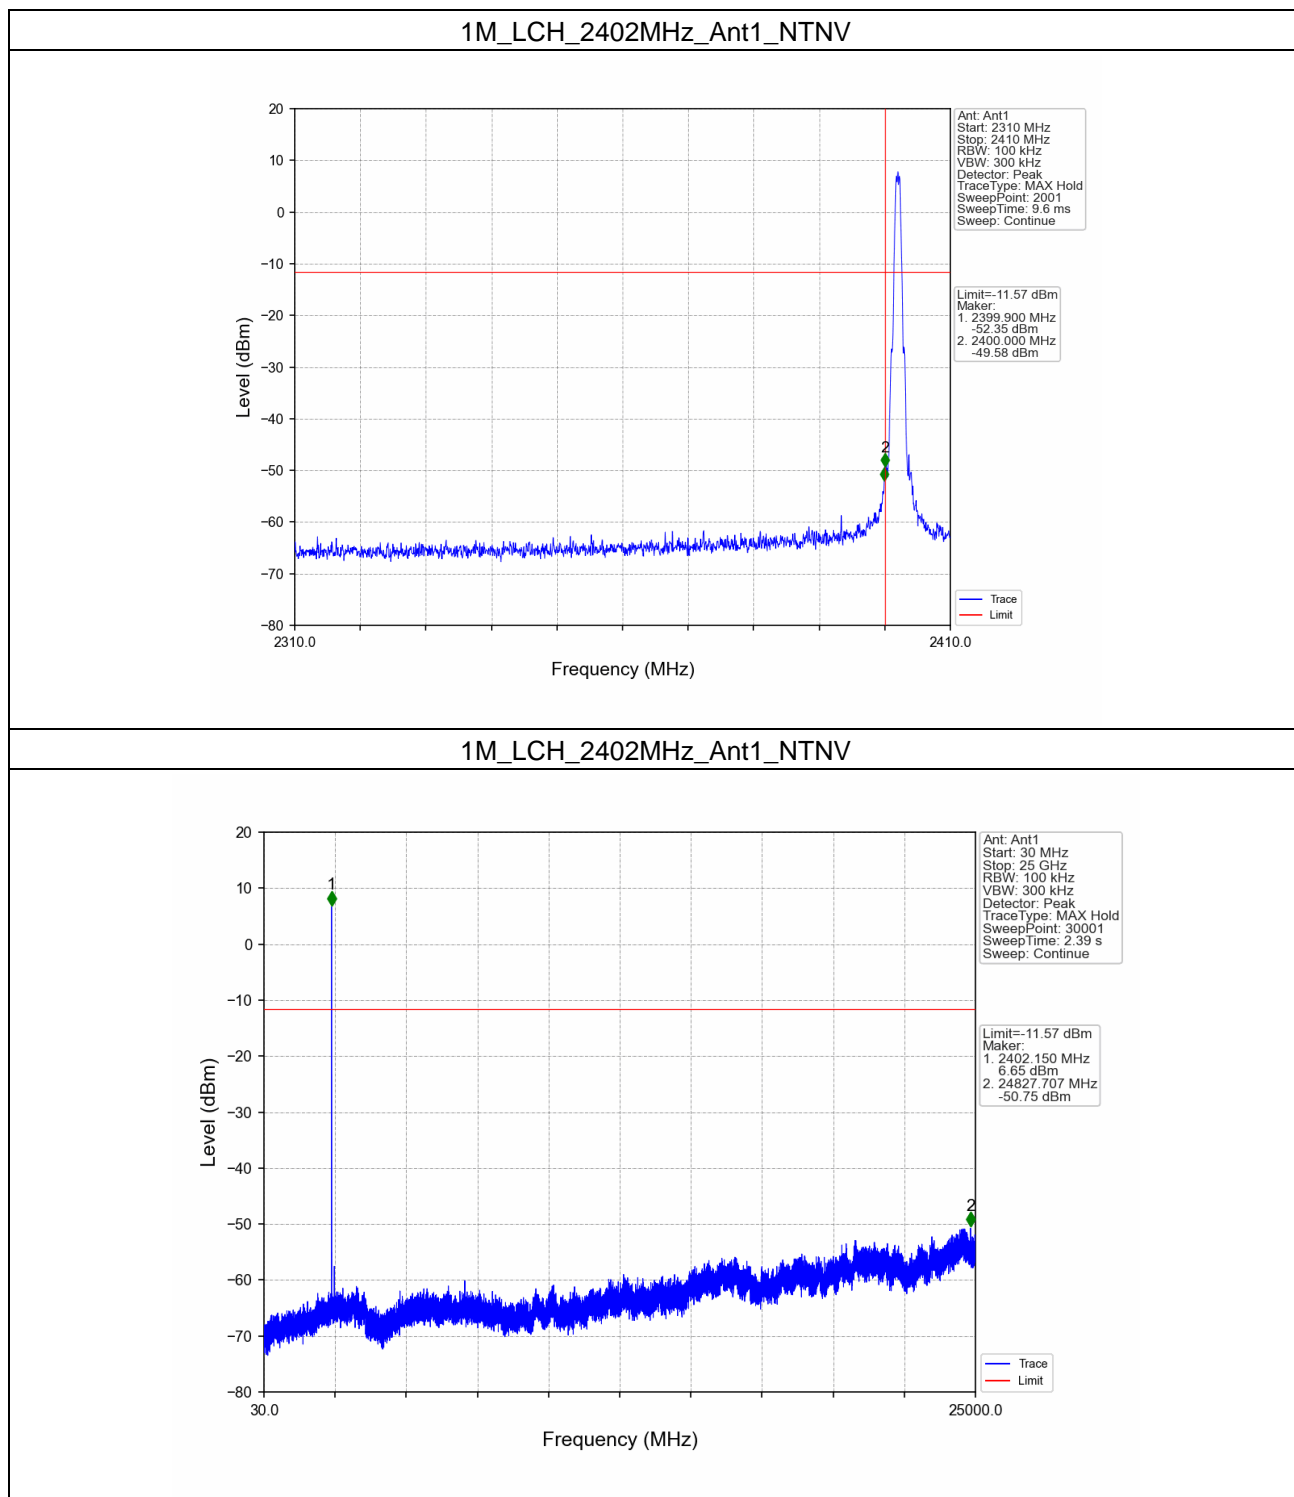 1M_LCH_2402MHz_Ant1_NTNV
20
10
0
−10
−20
−30
−40
−50
−60
−70
−80
Level (dBm)
2310.0
2410.0
Frequency (MHz)
2
Ant: Ant1
Start: 2310 MHz
Stop: 2410 MHz
RBW: 100 kHz
VBW: 300 kHz
Detector: Peak
TraceType: MAX Hold
SweepPoint: 2001
SweepTime: 9.6 ms
Sweep: Continue
Limit=-11.57 dBm
Maker:
1. 2399.900 MHz
-52.35 dBm
2. 2400.000 MHz
-49.58 dBm
Trace
Limit
1M_LCH_2402MHz_Ant1_NTNV
20
10
0
−10
−20
−30
−40
−50
−60
−70
−80
Level (dBm)
30.0
25000.0
Frequency (MHz)
1
2
Ant: Ant1
Start: 30 MHz
Stop: 25 GHz
RBW: 100 kHz
VBW: 300 kHz
Detector: Peak
TraceType: MAX Hold
SweepPoint: 30001
SweepTime: 2.39 s
Sweep: Continue
Limit=-11.57 dBm
Maker:
1. 2402.150 MHz
6.65 dBm
2. 24827.707 MHz
-50.75 dBm
Trace
Limit